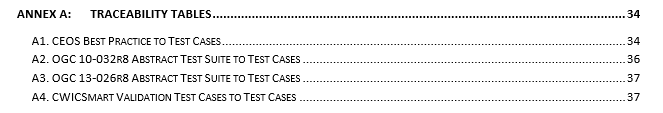 ANNEX A: TRACEABILITY TABLES 34
A1. CEOS BEST PRACTICE TO TEST CASES 34
A2. OGC 10-032R8 ABSTRACT TEST SUITE TO TEST CASES 36
A3. OGC 13-026R8 ABSTRACT TEST SUITE TO TEST CASES 37
A4. CWICSMART VALIDATION TEST CASES TO TEST CASES 37